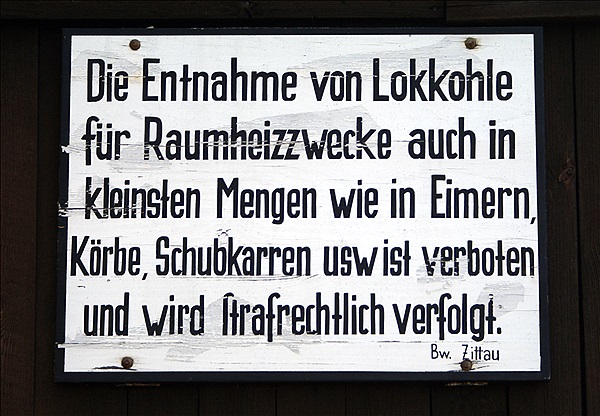 Die Entnahme von Lokkohle
für Raumheizzwecke auch in
kleinsten Mengen wie in Eimern,
Körbe, Schubkarren usw ist verboten
und wird ſtrafrechtlich verfolgt.
Bw. Zittau